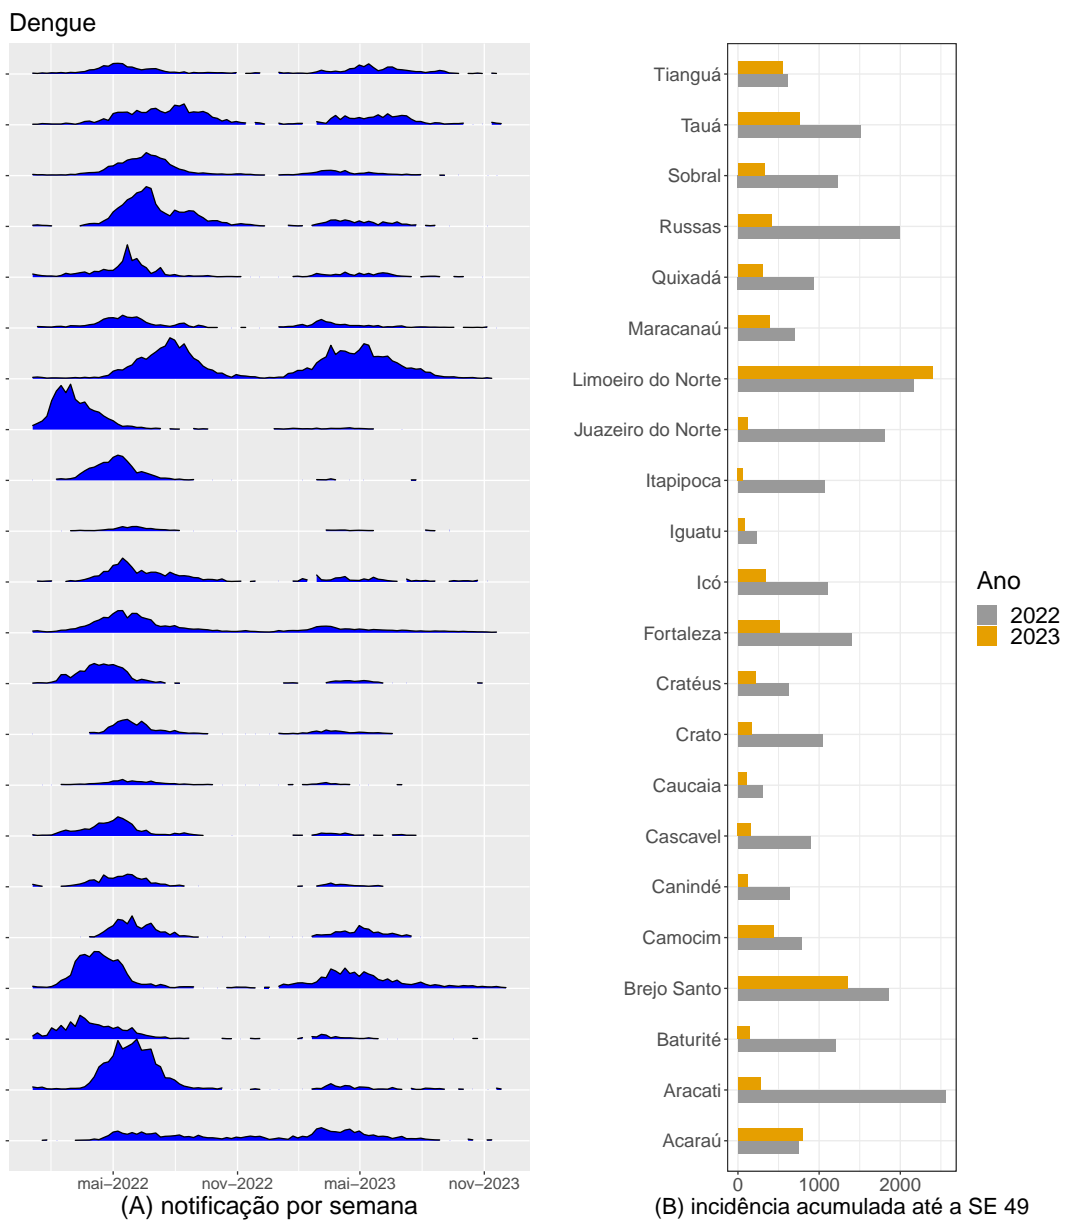 Dengue
Tianguá
Tauá
Sobral
Russas
Quixadá
Maracanaú
Limoeiro do Norte
Juazeiro do Norte
Itapipoca
Iguatu
Icó
Fortaleza
Cratéus
Crato
Caucaia
Cascavel
Canindé
Camocim
Brejo Santo
Baturité
Aracati
Acaraú
Ano
2022
2023
mai–2022 nov–2022 mai–2023 nov–2023
(A) notificação por semana
0 1000 2000
(B) incidência acumulada até a SE 49